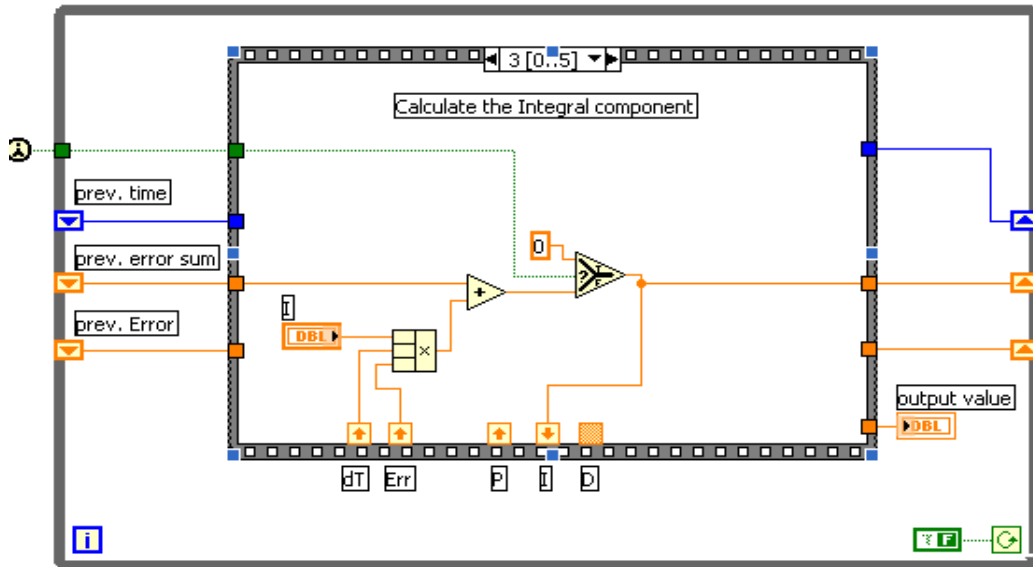 3 [0..5]
Calculate the Integral component
prev. time
prev. error sum
0
?
T
F
I
prev. Error
DBL
+
×
output value
DBL
dT
Err
P
I
D
i
F